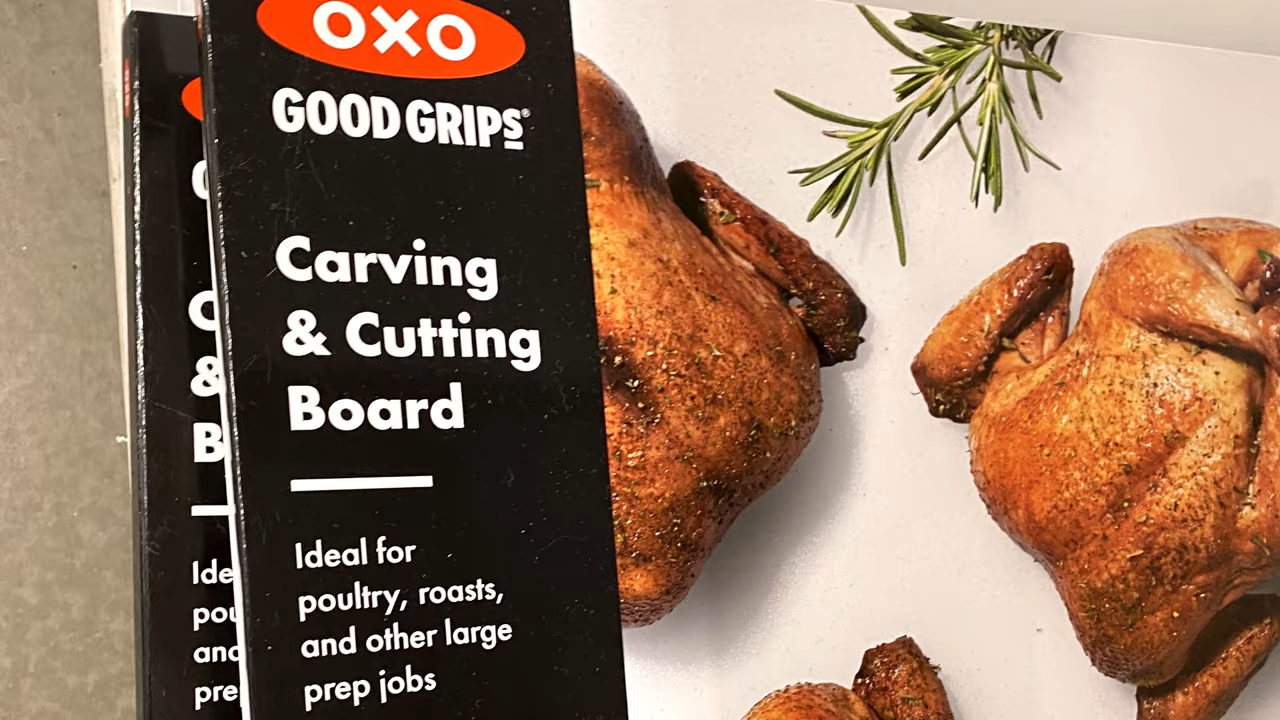 OXO
GOOD GRIPS®
Carving
& Cutting
Board
Ideal for
poultry, roasts,
and other large
prep jobs
&